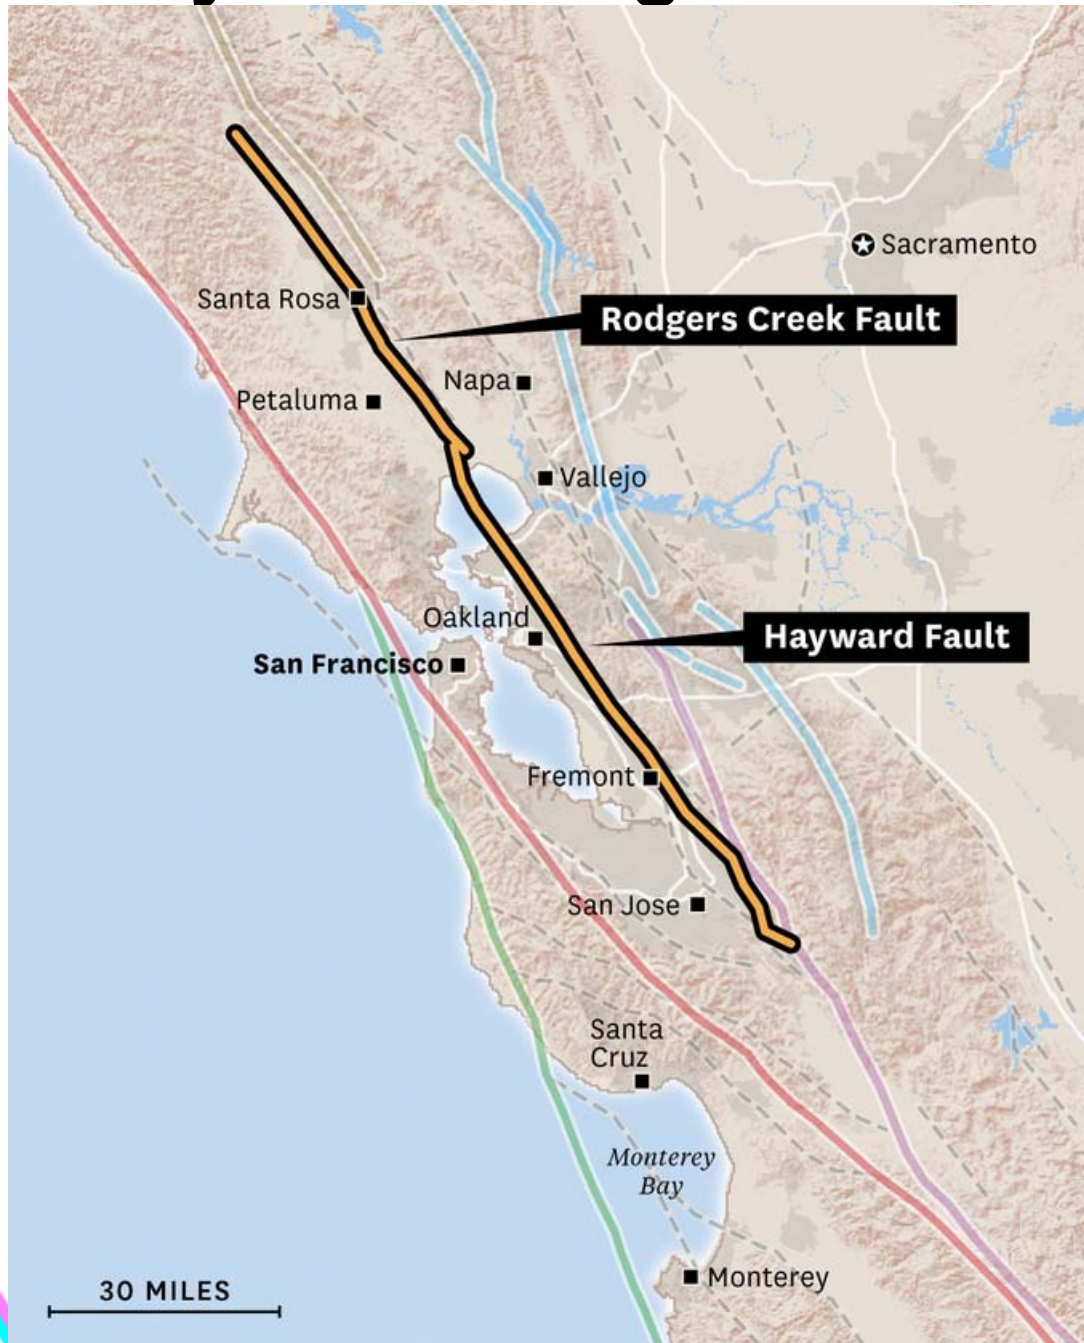 Sacramento
Santa Rosa
Rodgers Creek Fault
Napa
Petaluma
Vallejo
Oakland
Hayward Fault
San Francisco
Fremont
San Jose
Santa
Cruz
Monterey
Bay
Monterey
30 MILES